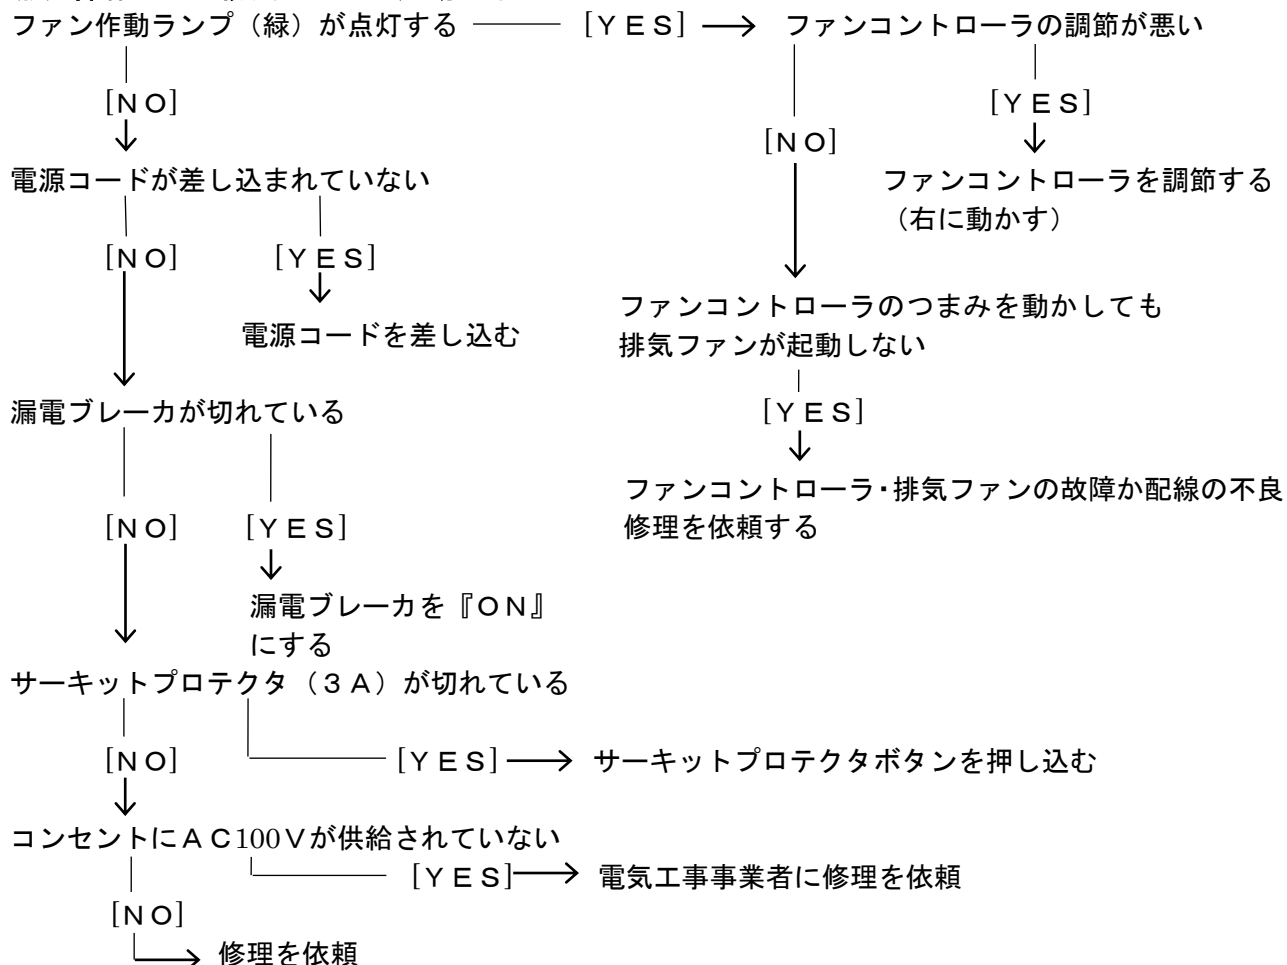 ファン作動ランプ（緑）が点灯する
[ＹＥＳ]
ファンコントローラの調節が悪い
[ＮＯ]
[ＹＥＳ]
[ＮＯ]
電源コードが差し込まれていない
ファンコントローラを調節する
（右に動かす）
[ＮＯ]
[ＹＥＳ]
ファンコントローラのつまみを動かしても
排気ファンが起動しない
電源コードを差し込む
[ＹＥＳ]
漏電ブレーカが切れている
ファンコントローラ・排気ファンの故障か配線の不良
修理を依頼する
[ＮＯ]
[ＹＥＳ]
漏電ブレーカを『ＯＮ』
にする
サーキットプロテクタ（３Ａ）が切れている
[ＮＯ]
[ＹＥＳ]
サーキットプロテクタボタンを押し込む
コンセントにＡＣ100Ｖが供給されていない
[ＹＥＳ]
電気工事事業者に修理を依頼
[ＮＯ]
修理を依頼